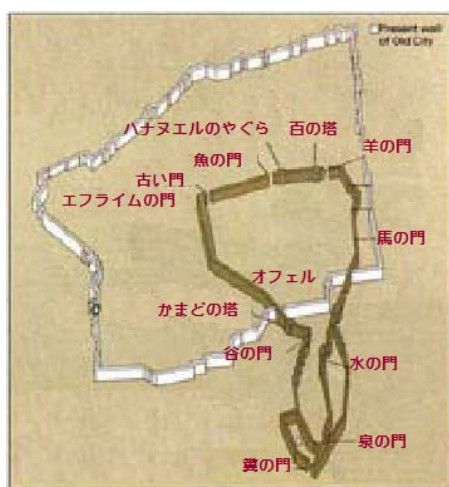 Present wall
of Old City
ハナヌエルのやぐら
百の塔
羊の門
魚の門
古い門
エフライムの門
馬の門
オフェル
かまどの塔
谷の門
水の門
泉の門
糞の門